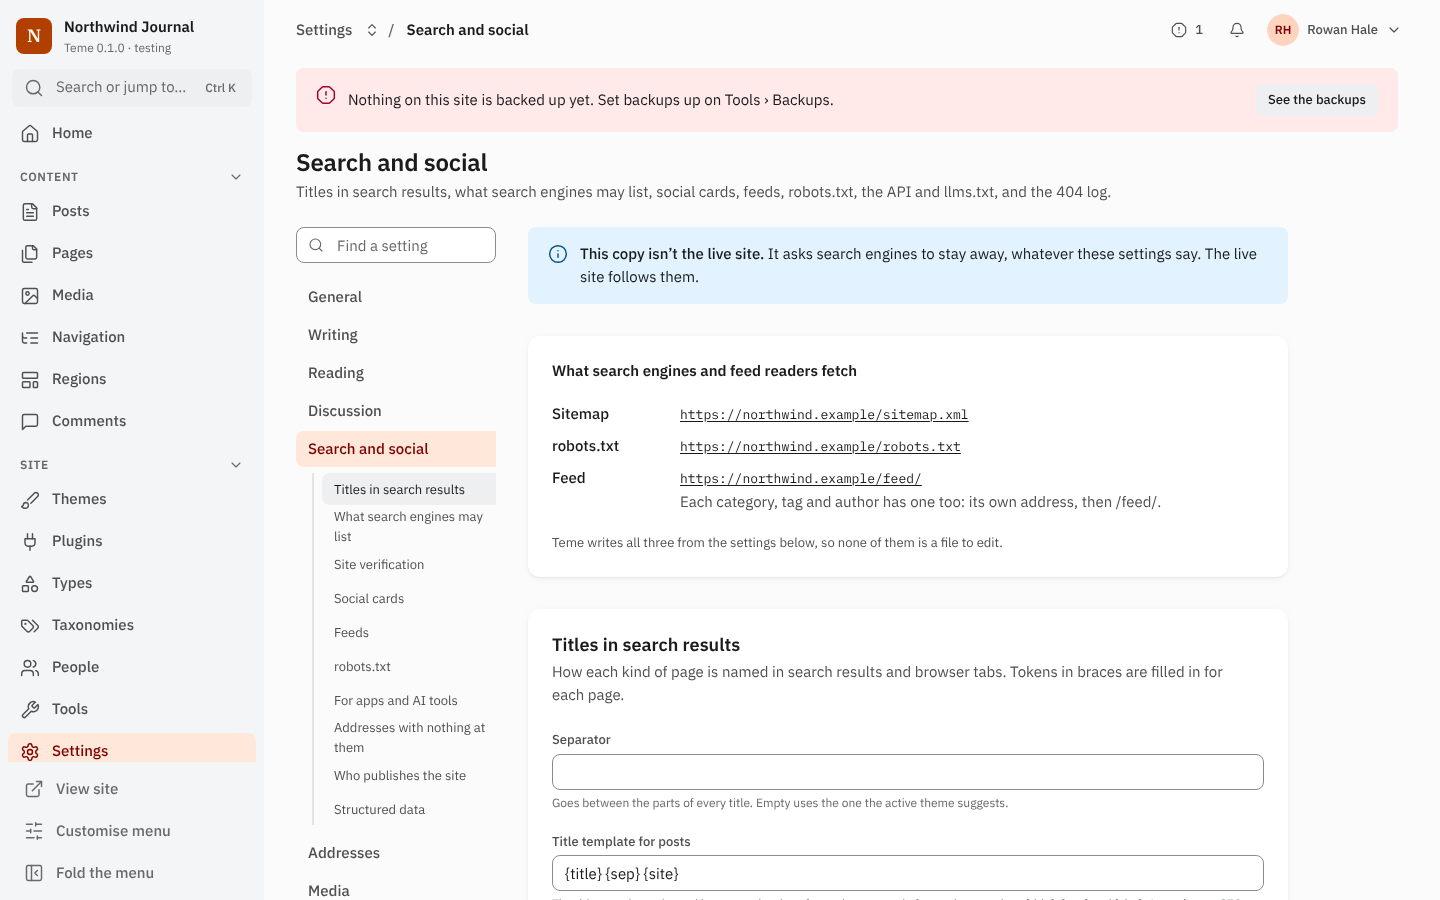 N
Northwind Journal
Teme 0.1.0 · testing
Search or jump to... Ctrl K
Home
CONTENT
Posts
Pages
Media
Navigation
Regions
Comments
SITE
Themes
Plugins
Types
Taxonomies
People
Tools
Settings
View site
Customise menu
Fold the menu
Settings / Search and social
1 RH Rowan Hale
Nothing on this site is backed up yet. Set backups up on Tools › Backups. See the backups
Search and social
Titles in search results, what search engines may list, social cards, feeds, robots.txt, the API and llms.txt, and the 404 log.
Find a setting
General
Writing
Reading
Discussion
Search and social
Titles in search results
What search engines may
list
Site verification
Social cards
Feeds
robots.txt
For apps and AI tools
Addresses with nothing at
them
Who publishes the site
Structured data
Addresses
Media
This copy isn’t the live site. It asks search engines to stay away, whatever these settings say. The live
site follows them.
What search engines and feed readers fetch
Sitemap https://northwind.example/sitemap.xml
robots.txt https://northwind.example/robots.txt
Feed https://northwind.example/feed/
Each category, tag and author has one too: its own address, then /feed/.
Teme writes all three from the settings below, so none of them is a file to edit.
Titles in search results
How each kind of page is named in search results and browser tabs. Tokens in braces are filled in for
each page.
Separator
Goes between the parts of every title. Empty uses the one the active theme suggests.
Title template for posts
{title} {sep} {site}